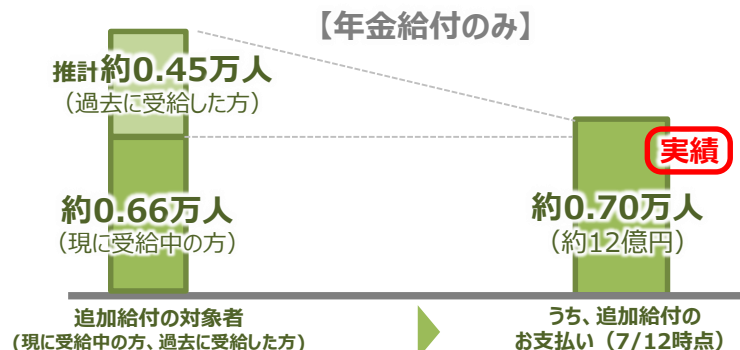 【年金給付のみ】
推計約0.45万人
（過去に受給した方）
実績
約0.66万人
（現に受給中の方）
約0.70万人
（約12億円）
追加給付の対象者
（現に受給中の方、過去に受給した方）
うち、追加給付の
お支払い（7/12時点）